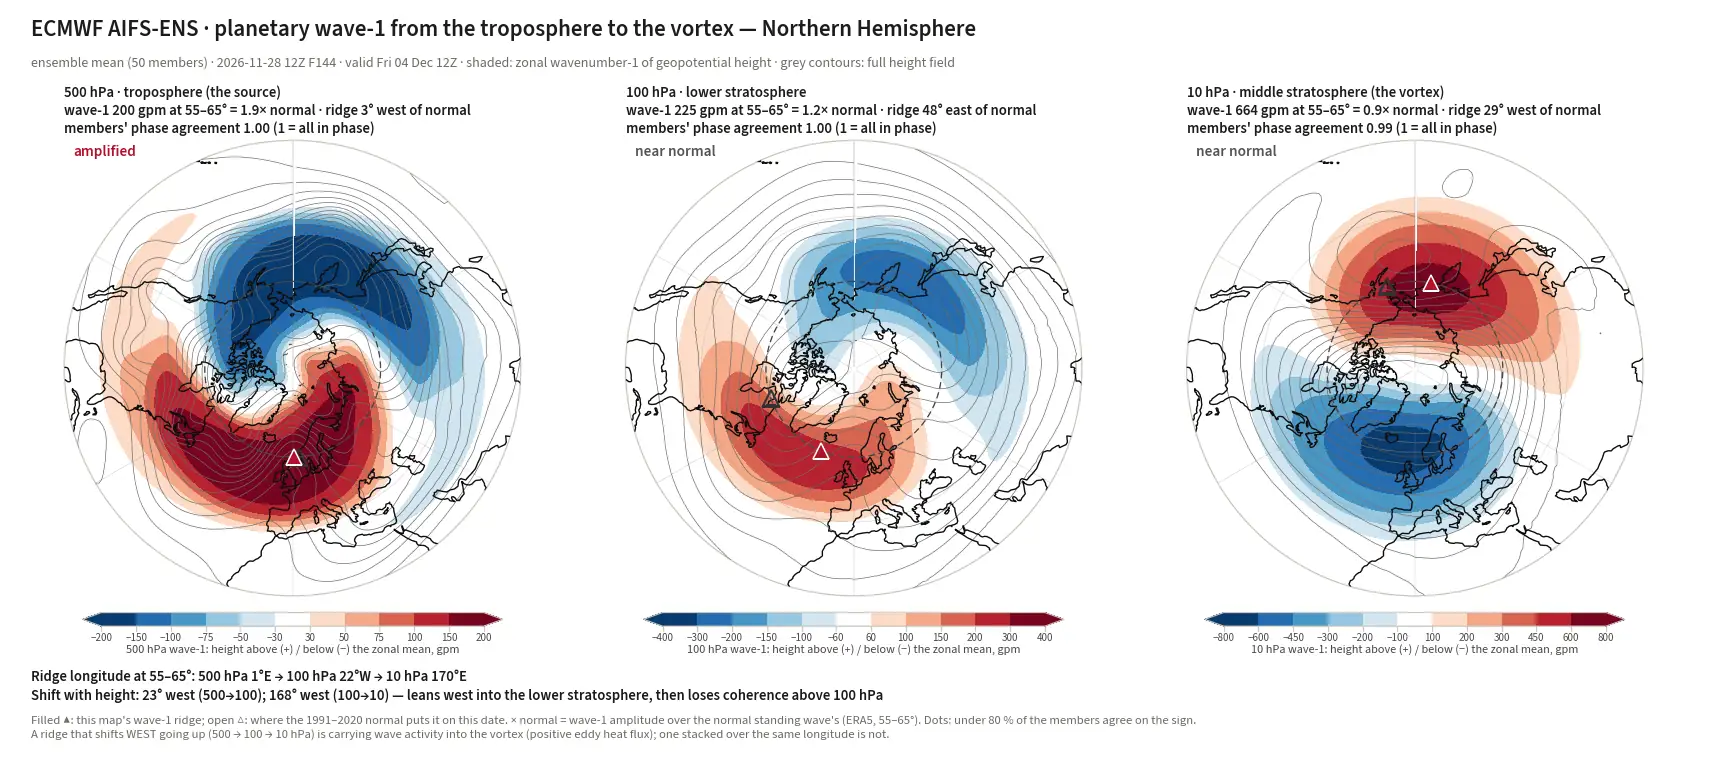 ECMWF AIFS-ENS · planetary wave-1 from the troposphere to the vortex — Northern Hemisphere
ensemble mean (50 members) · 2026-11-28 12Z F144 · valid Fri 04 Dec 12Z · shaded: zonal wavenumber-1 of geopotential height · grey contours: full height field
500 hPa · troposphere (the source)
wave-1 200 gpm at 55–65° = 1.9× normal · ridge 3° west of normal
members' phase agreement 1.00 (1 = all in phase)
amplified
100 hPa · lower stratosphere
wave-1 225 gpm at 55–65° = 1.2× normal · ridge 48° east of normal
members' phase agreement 1.00 (1 = all in phase)
near normal
10 hPa · middle stratosphere (the vortex)
wave-1 664 gpm at 55–65° = 0.9× normal · ridge 29° west of normal
members' phase agreement 0.99 (1 = all in phase)
near normal
−200 −150 −100 −75 −50 −30 30 50 75 100 150 200
500 hPa wave-1: height above (+) / below (−) the zonal mean, gpm
−400 −300 −200 −150 −100 −60 60 100 150 200 300 400
100 hPa wave-1: height above (+) / below (−) the zonal mean, gpm
−800 −600 −450 −300 −200 −100 100 200 300 450 600 800
10 hPa wave-1: height above (+) / below (−) the zonal mean, gpm
Ridge longitude at 55–65°: 500 hPa 1°E → 100 hPa 22°W → 10 hPa 170°E
Shift with height: 23° west (500→100); 168° west (100→10) — leans west into the lower stratosphere, then loses coherence above 100 hPa
Filled ▲: this map's wave-1 ridge; open △: where the 1991–2020 normal puts it on this date. × normal = wave-1 amplitude over the normal standing wave's (ERA5, 55–65°). Dots: under 80 % of the members agree on the sign.
A ridge that shifts WEST going up (500 → 100 → 10 hPa) is carrying wave activity into the vortex (positive eddy heat flux); one stacked over the same longitude is not.